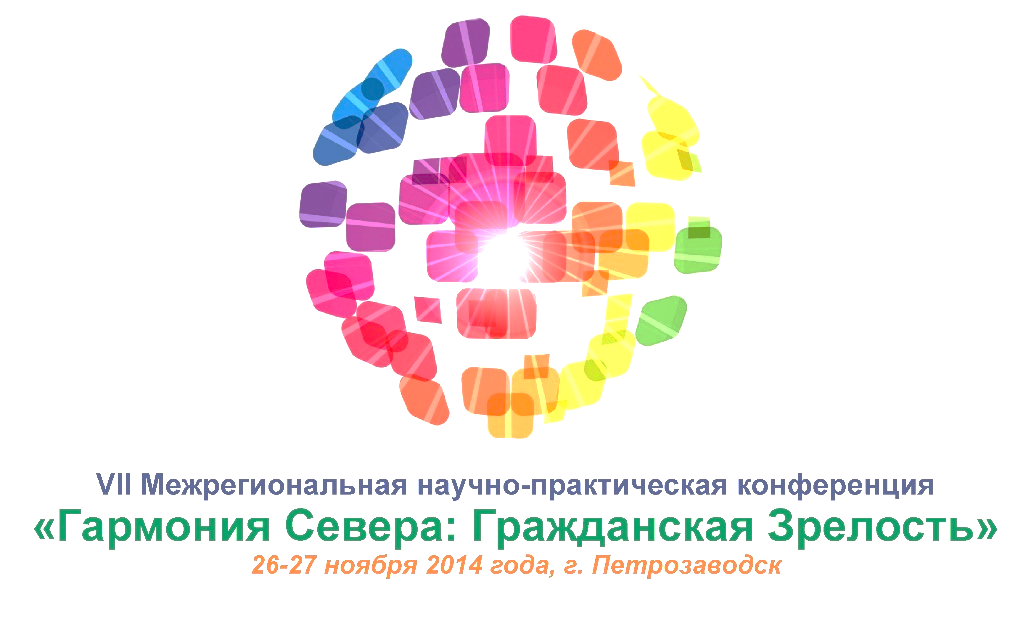 VII Межрегиональная научно-практическая конференция
«Гармония Севера: Гражданская Зрелость»
26-27 ноября 2014 года, г. Петрозаводск